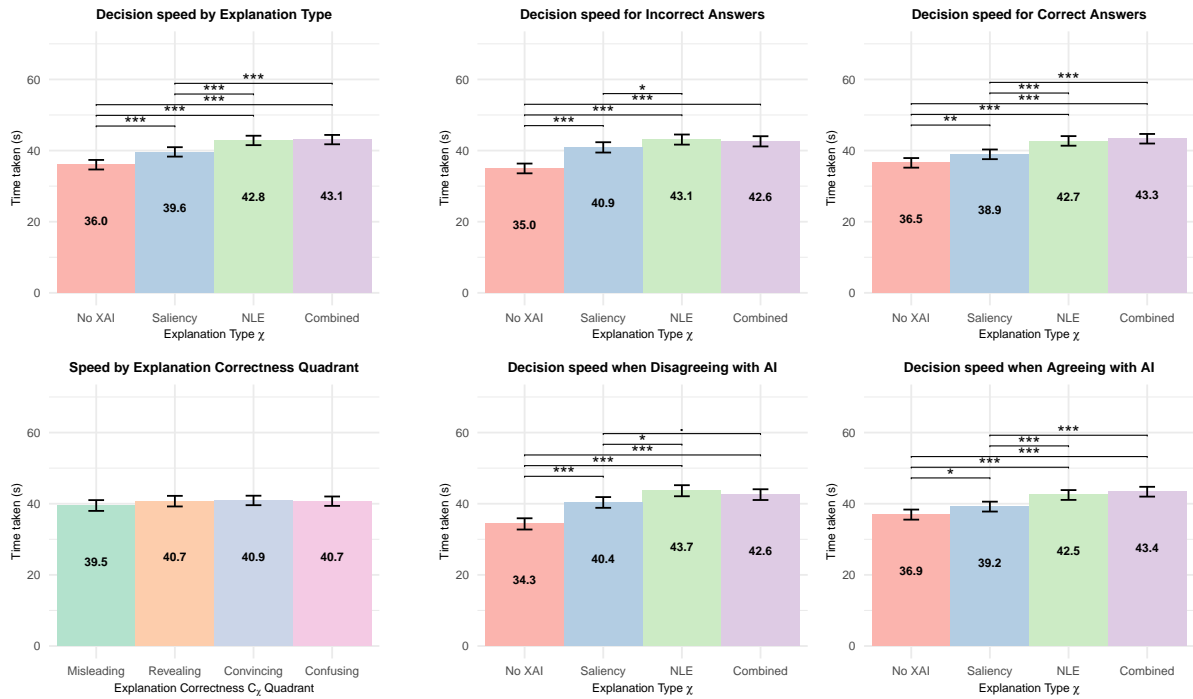 Decision speed by Explanation Type
Time taken (s)
60
40
20
0
***
***
***
***
***
36.0
39.6
42.8
43.1
No XAI
Saliency
NLE
Combined
Explanation Type χ
Decision speed for Incorrect Answers
Time taken (s)
60
40
20
0
*
***
***
***
35.0
40.9
43.1
42.6
No XAI
Saliency
NLE
Combined
Explanation Type χ
Decision speed for Correct Answers
Time taken (s)
60
40
20
0
***
***
***
***
**
36.5
38.9
42.7
43.3
No XAI
Saliency
NLE
Combined
Explanation Type χ
Speed by Explanation Correctness Quadrant
Time taken (s)
60
40
20
0
39.5
40.7
40.9
40.7
Misleading
Revealing
Convincing
Confusing
Explanation Correctness Cχ Quadrant
Decision speed when Disagreeing with AI
Time taken (s)
60
40
20
0
.
*
***
***
***
34.3
40.4
43.7
42.6
No XAI
Saliency
NLE
Combined
Explanation Type χ
Decision speed when Agreeing with AI
Time taken (s)
60
40
20
0
***
***
***
***
*
36.9
39.2
42.5
43.4
No XAI
Saliency
NLE
Combined
Explanation Type χ